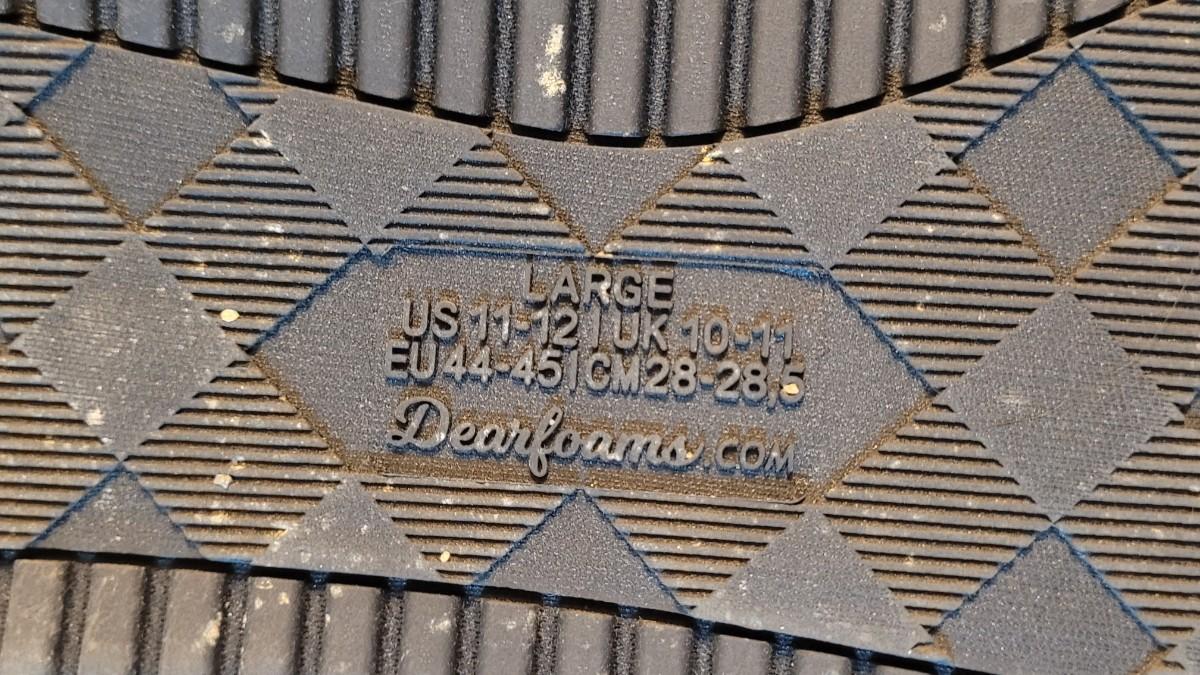 LARGE
US 11-12 | UK 10-11
EU 44-45 | CM 28-28,5
Dearfoams.COM